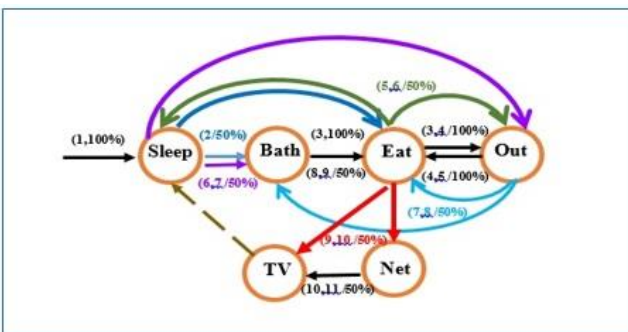 (5,6,/50%)
(1,100%)
(2/50%)
(3,100%)
(3,4,/100%)
Sleep
Bath
Eat
Out
(6,7,/50%)
(8,9,/50%)
(4,5,/100%)
(7,8,/50%)
(9,10,/50%)
TV
Net
(10,11,/50%)